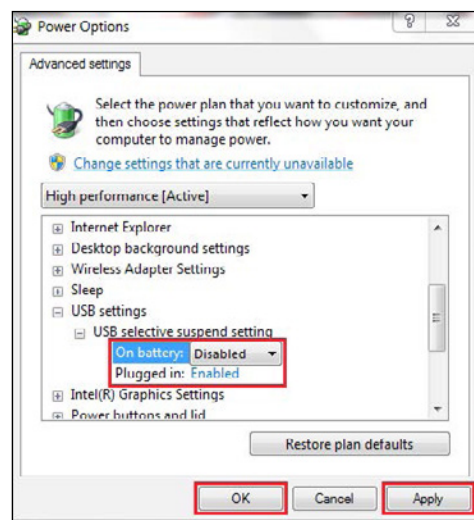 Power Options
Advanced settings
Select the power plan that you want to customize, and
then choose settings that reflect how you want your
computer to manage power.
Change settings that are currently unavailable
High performance [Active]
Internet Explorer
Desktop background settings
Wireless Adapter Settings
Sleep
USB settings
USB selective suspend setting
On battery: Disabled
Plugged in: Enabled
Intel(R) Graphics Settings
Power buttons and lid
Restore plan defaults
OK Cancel Apply